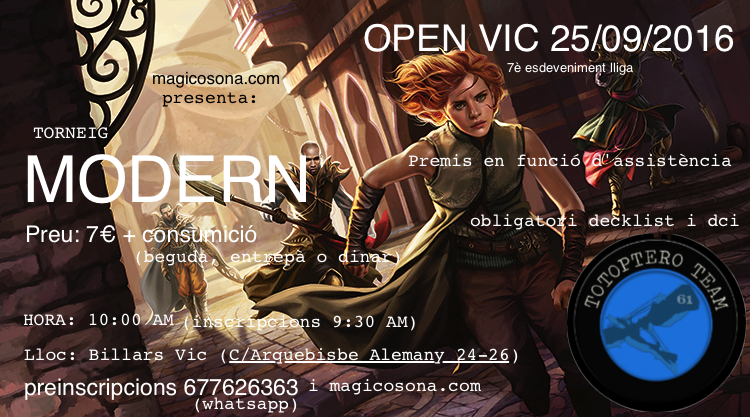 OPEN VIC 25/09/2016
7è esdeveniment lliga
magicosona.com
presenta:
TORNEIG
MODERN
Premis en funció d'assistència
Preu: 7€ + consumició
(beguda, entrepà o dinar)
obligatori decklist i dci
TOTOPTERO TEAM
61
HORA: 10:00 AM (inscripcions 9:30 AM)
Lloc: Billars Vic (C/Arquebisbe Alemany 24-26)
preinscripcions 677626363 i magicosona.com
(whatsapp)